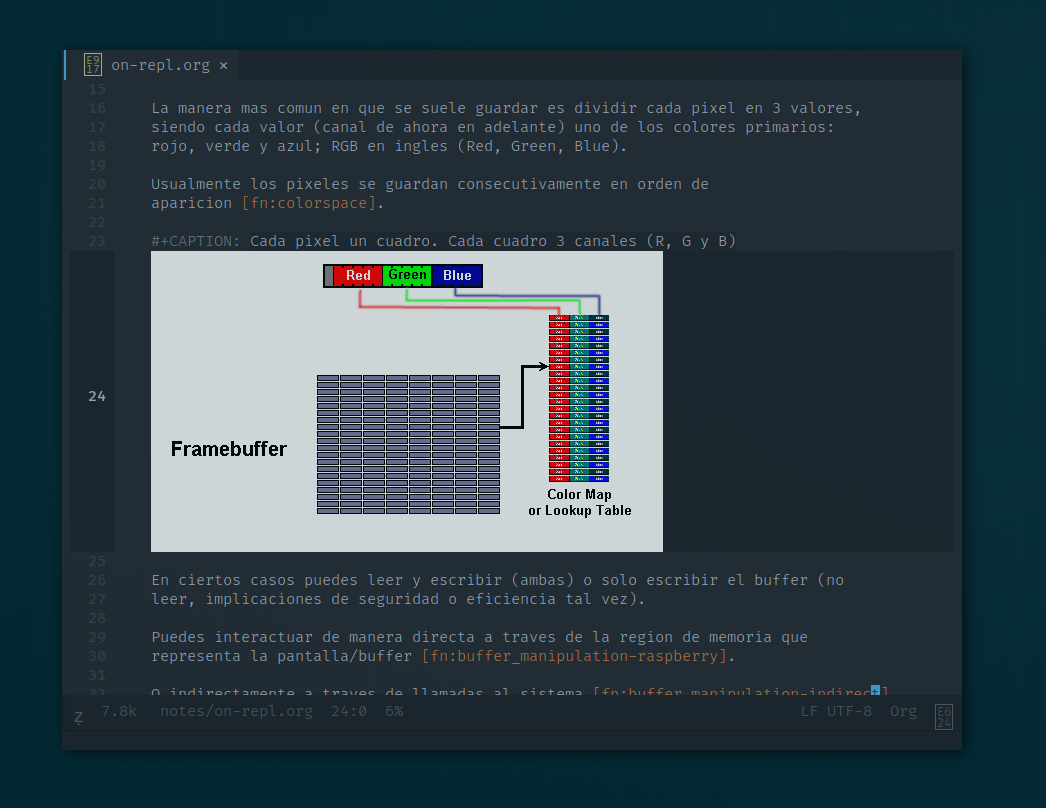 on-repl.org ×
15
16 La manera mas comun en que se suele guardar es dividir cada pixel en 3 valores,
17 siendo cada valor (canal de ahora en adelante) uno de los colores primarios:
18 rojo, verde y azul; RGB en ingles (Red, Green, Blue).
19
20 Usualmente los pixeles se guardan consecutivamente en orden de
21 aparicion [fn:colorspace].
22
23 #+CAPTION: Cada pixel un cuadro. Cada cuadro 3 canales (R, G y B)
Red Green Blue
24
Framebuffer
Color Map
or Lookup Table
25
26 En ciertos casos puedes leer y escribir (ambas) o solo escribir el buffer (no
27 leer, implicaciones de seguridad o eficiencia tal vez).
28
29 Puedes interactuar de manera directa a traves de la region de memoria que
30 representa la pantalla/buffer [fn:buffer_manipulation-raspberry].
31
32 O indirectamente a traves de llamadas al sistema [fn:buffer_manipulation-indirect]
7.8k notes/on-repl.org 24:0 6% LF UTF-8 Org